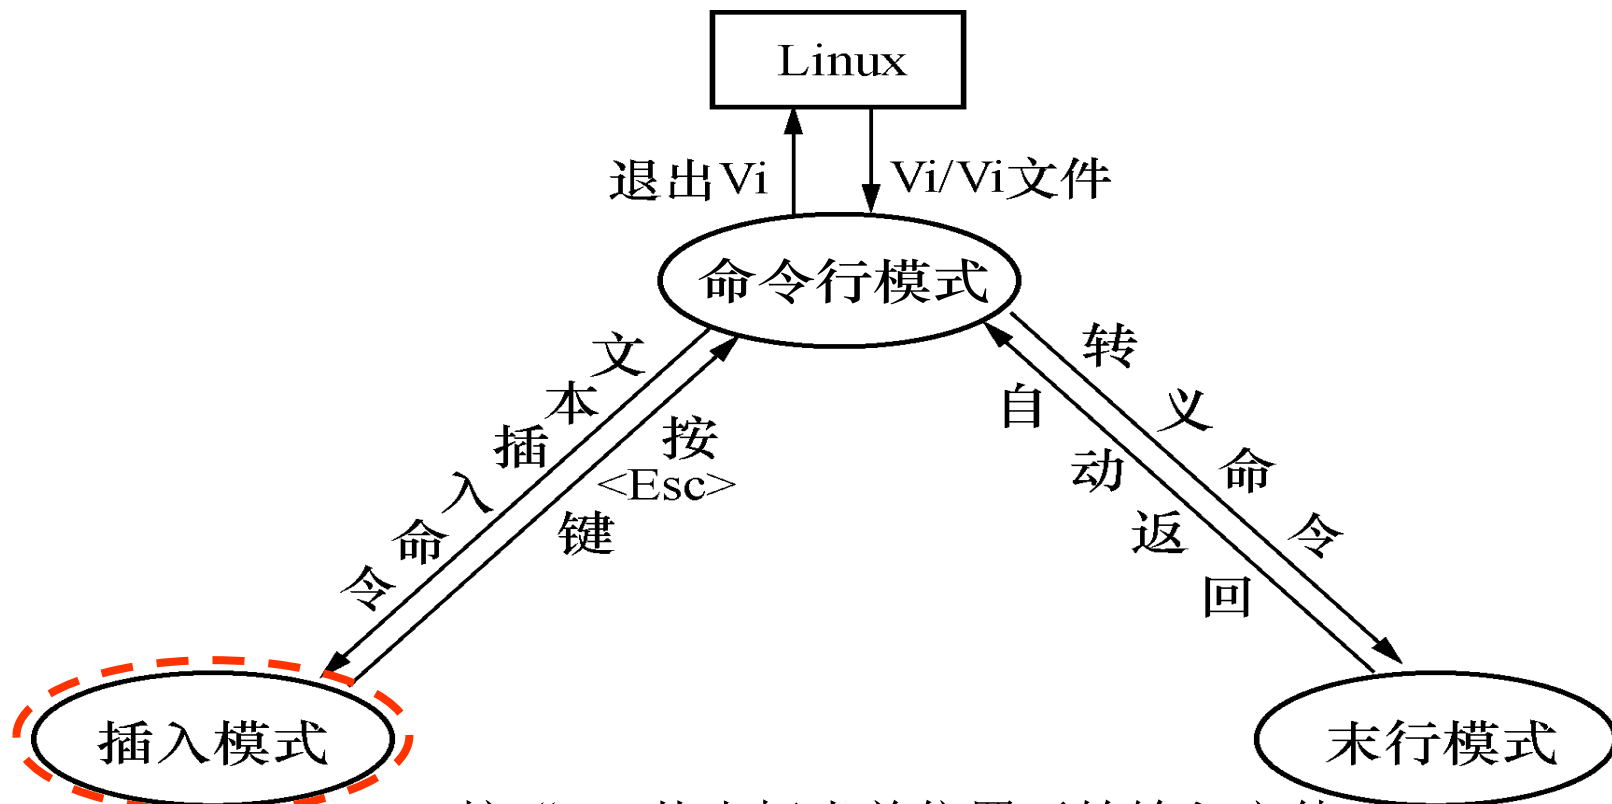 Linux
退出Vi
Vi/Vi文件
命令行模式
文本插入命令
按<Esc>键
转义命令
自动返回
插入模式
末行模式